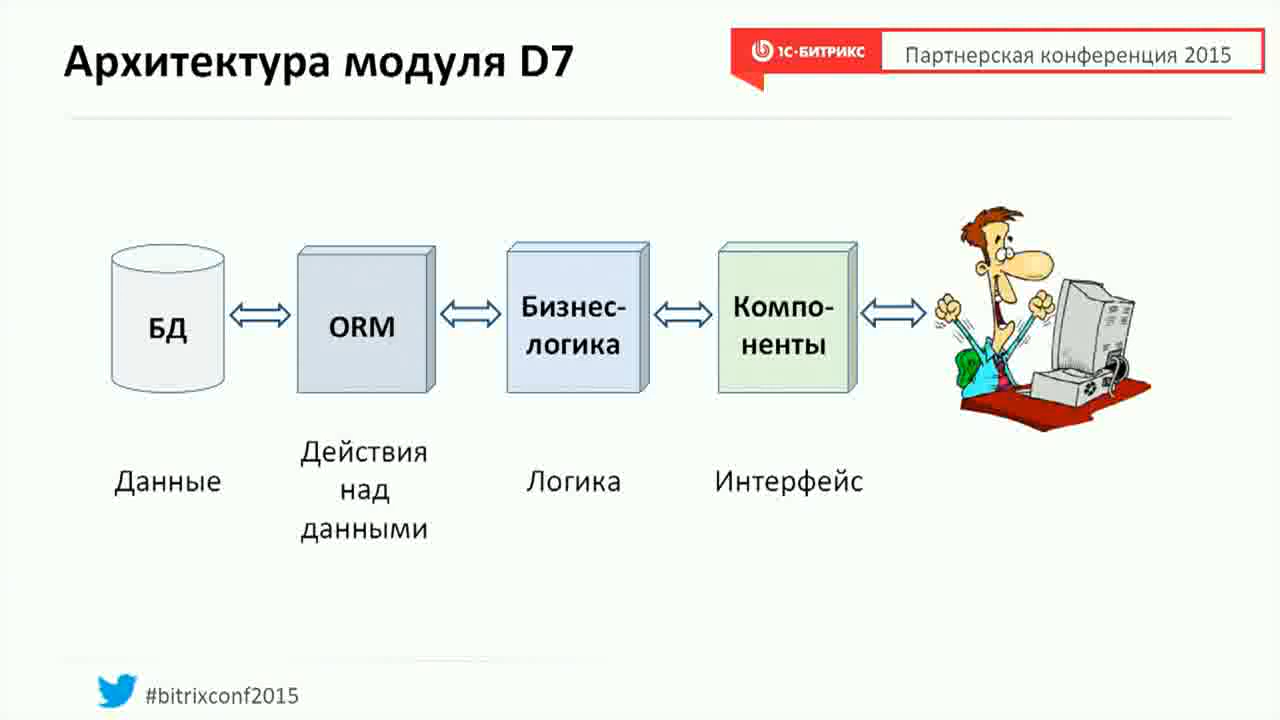 Архитектура модуля D7
1С·БИТРИКС
Партнерская конференция 2015
БД
ORM
Бизнес-
логика
Компо-
ненты
Данные
Действия
над
данными
Логика
Интерфейс
#bitrixconf2015